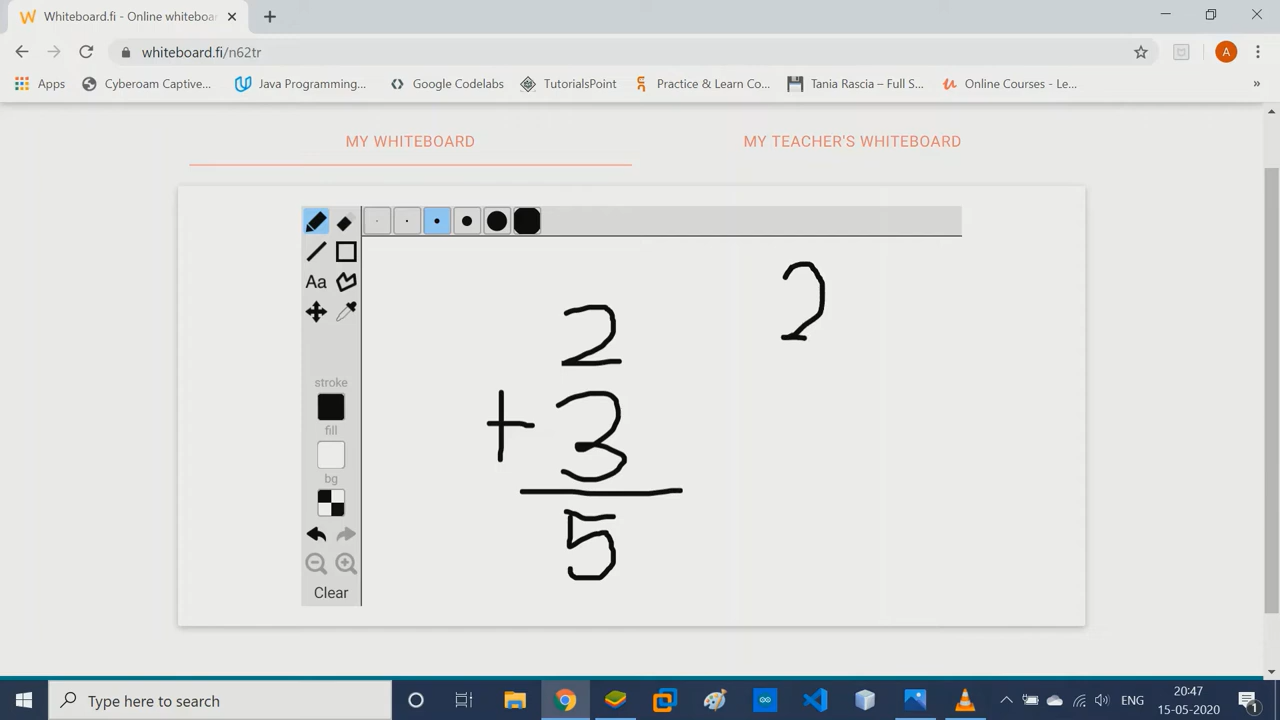 Whiteboard.fi - Online whiteboar
whiteboard.fi/n62tr
A
Apps Cyberoam Captive... Java Programming... Google Codelabs TutorialsPoint Practice & Learn Co... Tania Rascia – Full S... Online Courses - Le... »
MY WHITEBOARD MY TEACHER'S WHITEBOARD
Aa
stroke
fill
bg
Clear
2
+ 3
5
2
Type here to search
ENG
20:47
15-05-2020
1